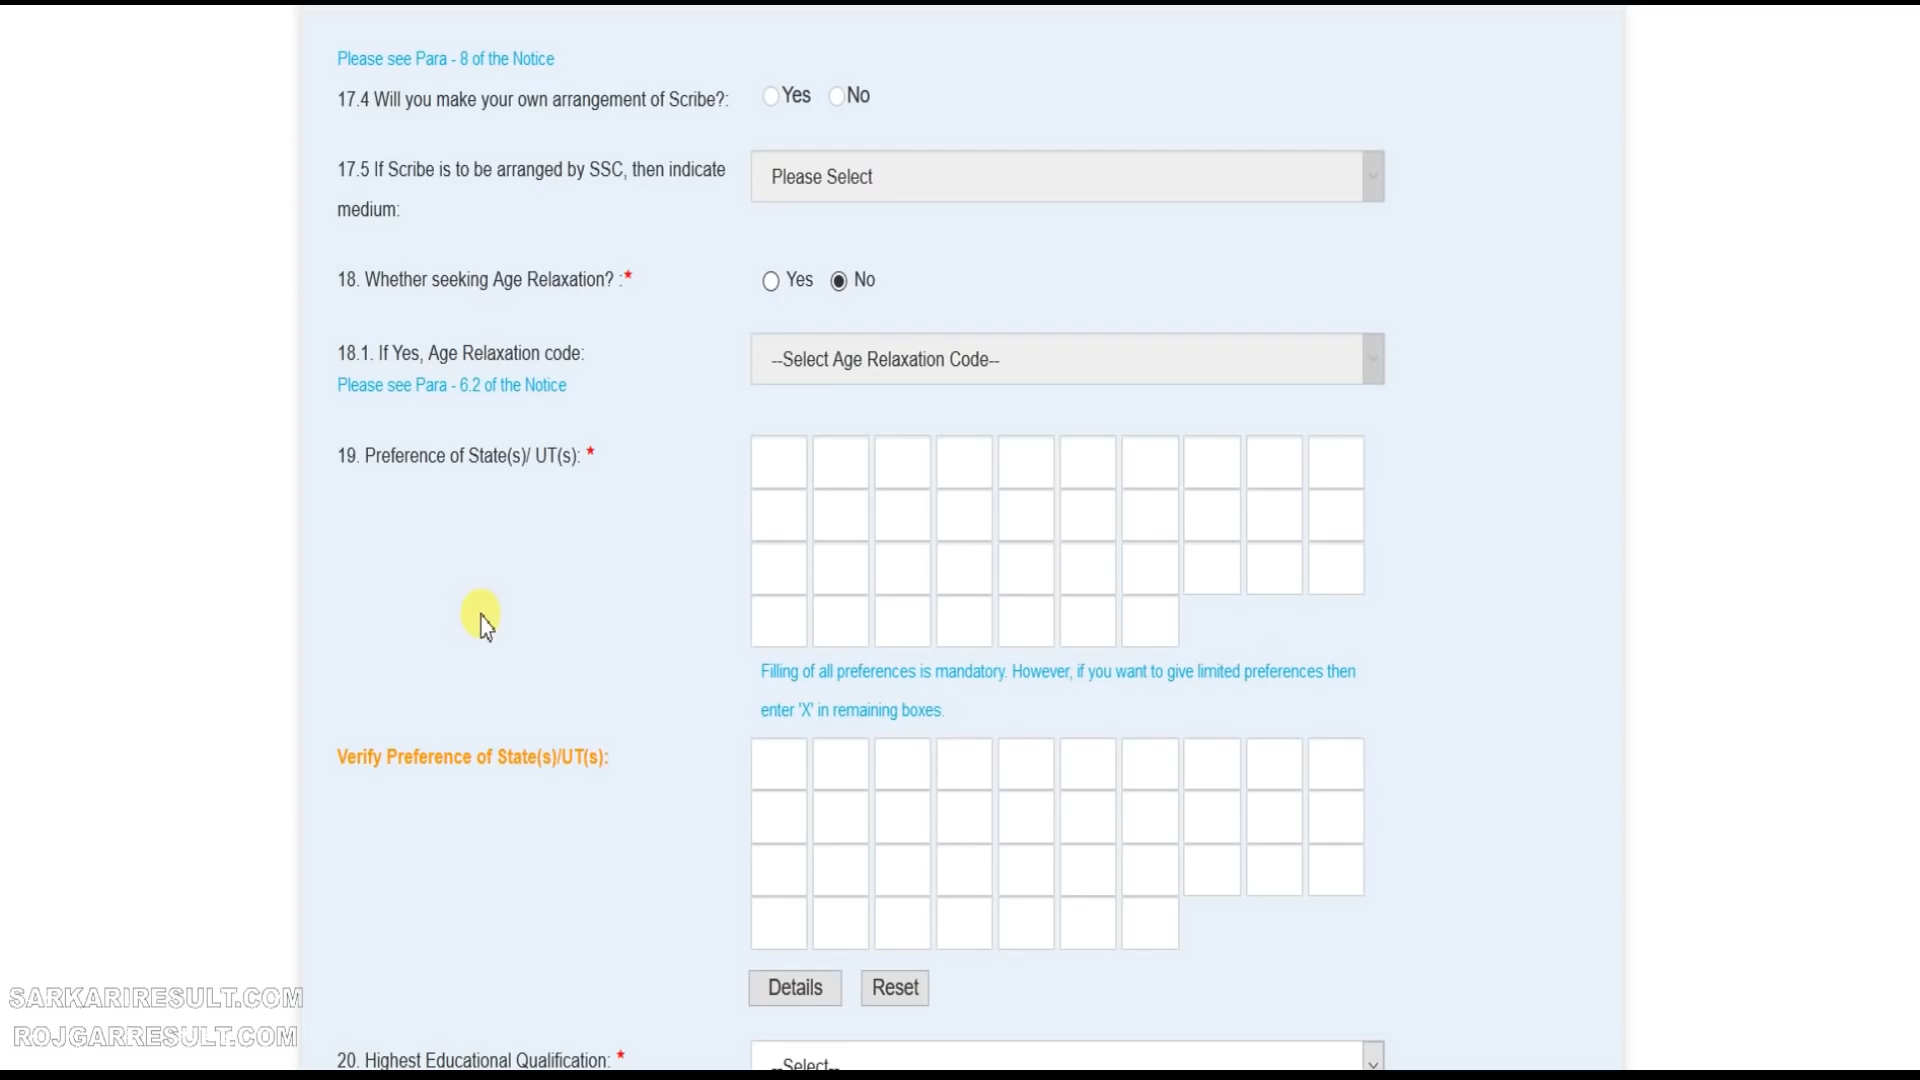 Please see Para - 8 of the Notice
17.4 Will you make your own arrangement of Scribe?: Yes No
17.5 If Scribe is to be arranged by SSC, then indicate
medium:
Please Select
18. Whether seeking Age Relaxation? :* Yes No
18.1. If Yes, Age Relaxation code:
--Select Age Relaxation Code--
Please see Para - 6.2 of the Notice
19. Preference of State(s)/ UT(s): *
Filling of all preferences is mandatory. However, if you want to give limited preferences then
enter 'X' in remaining boxes.
Verify Preference of State(s)/UT(s):
Details Reset
SARKARIRESULT.COM
ROJGARRESULT.COM
20. Highest Educational Qualification: * --Select--